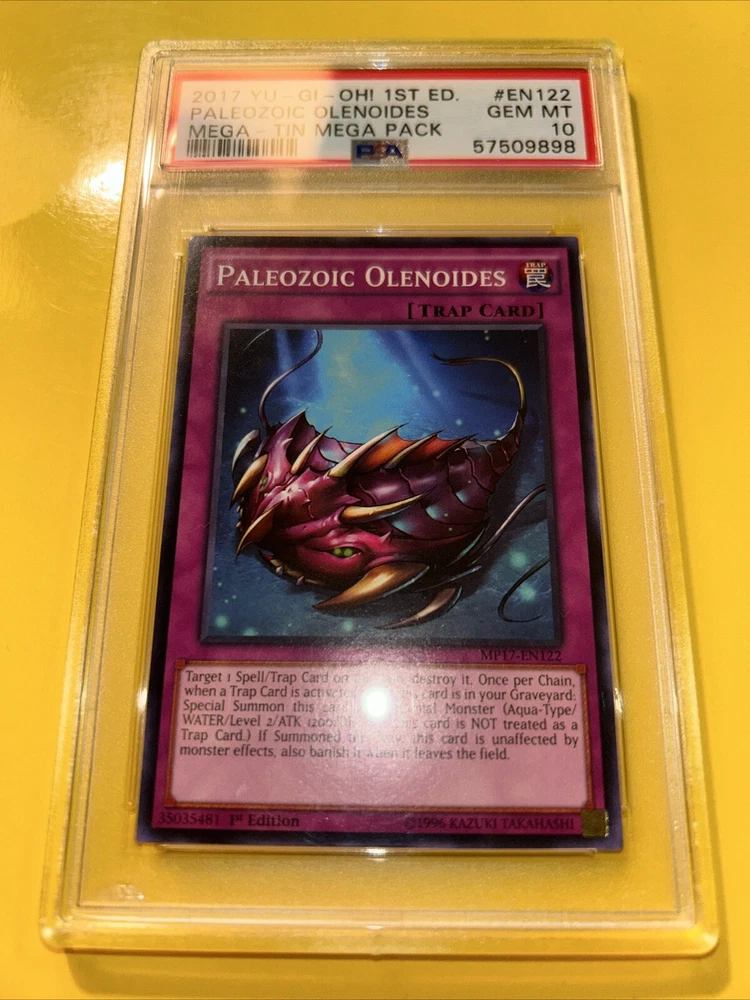 2017 YU-GI-OH! 1ST ED. #EN122
PALEOZOIC OLENOIDES GEM MT
MEGA-TIN MEGA PACK 10
PSA 57509898
PALEOZOIC OLENOIDES TRAP 罠
[TRAP CARD]
MP17-EN122
Target 1 Spell/Trap Card on destroy it. Once per Chain,
when a Trap Card is card is in your Graveyard:
Special Summon this Monster (Aqua-Type/
WATER/Level 2/ATK card is NOT treated as a
Trap Card.) If Summoned this card is unaffected by
monster effects, also banish it when it leaves the field.
35035481 1st Edition ©1996 KAZUKI TAKAHASHI